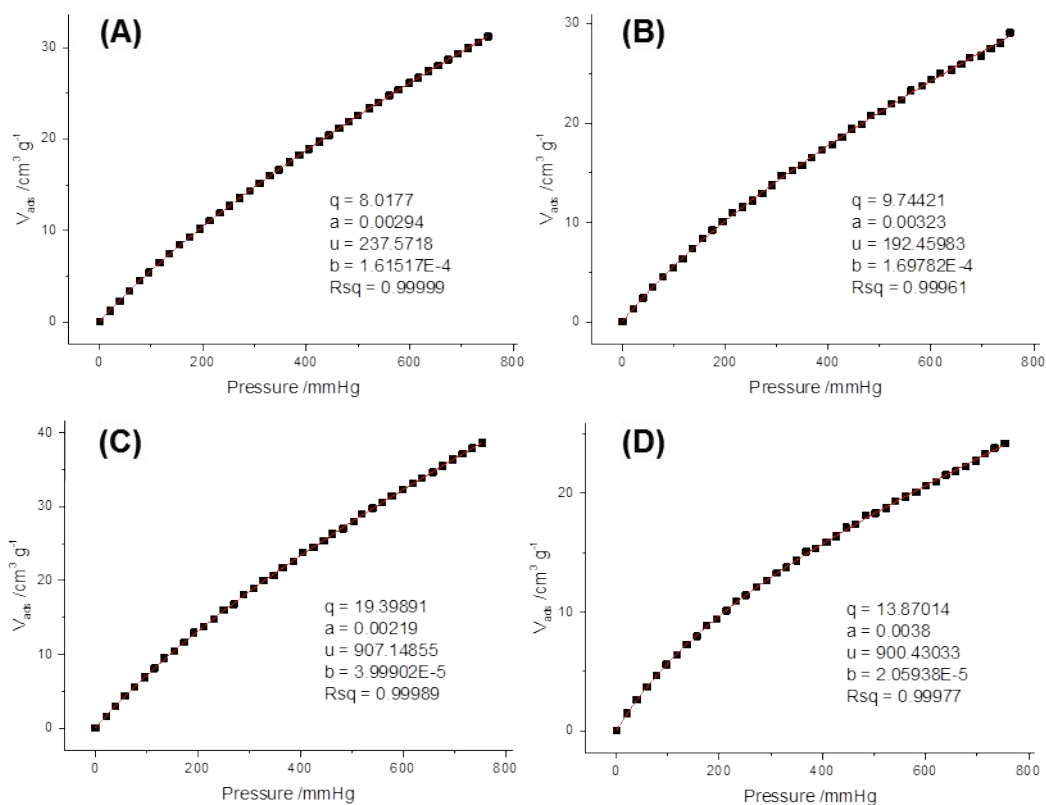 (A)
30
20
10
0
V_ads /cm³ g⁻¹
q = 8.0177
a = 0.00294
u = 237.5718
b = 1.61517E-4
Rsq = 0.99999
0 200 400 600 800
Pressure /mmHg
(B)
30
20
10
0
V_ads /cm³ g⁻¹
q = 9.74421
a = 0.00323
u = 192.45983
b = 1.69782E-4
Rsq = 0.99961
0 200 400 600 800
Pressure /mmHg
(C)
40
30
20
10
0
V_ads /cm³ g⁻¹
q = 19.39891
a = 0.00219
u = 907.14855
b = 3.99902E-5
Rsq = 0.99989
0 200 400 600 800
Pressure /mmHg
(D)
20
10
0
V_ads /cm³ g⁻¹
q = 13.87014
a = 0.0038
u = 900.43033
b = 2.05938E-5
Rsq = 0.99977
0 200 400 600 800
Pressure /mmHg